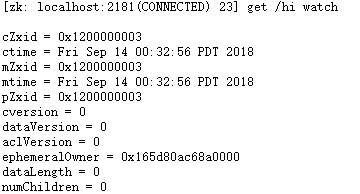 [zk: localhost:2181(CONNECTED) 23] get /hi watch
cZxid = 0x1200000003
ctime = Fri Sep 14 00:32:56 PDT 2018
mZxid = 0x1200000003
mtime = Fri Sep 14 00:32:56 PDT 2018
pZxid = 0x1200000003
cversion = 0
dataVersion = 0
aclVersion = 0
ephemeralOwner = 0x165d80ac68a0000
dataLength = 0
numChildren = 0